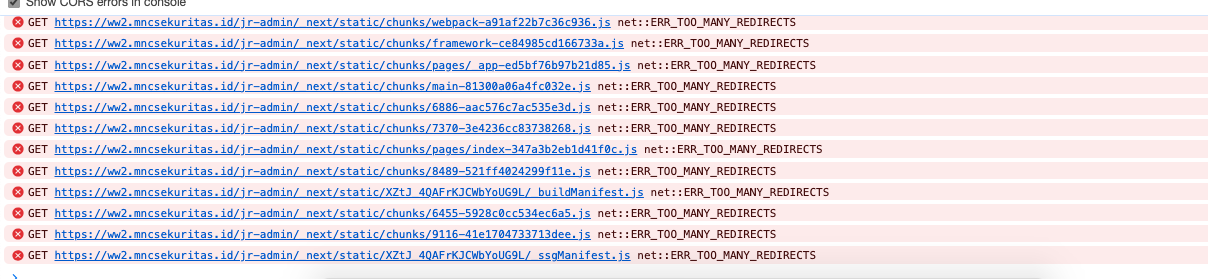 Show CORS errors in console
GET https://ww2.mncsekuritas.id/jr-admin/_next/static/chunks/webpack-a91af22b7c36c936.js net::ERR_TOO_MANY_REDIRECTS
GET https://ww2.mncsekuritas.id/jr-admin/_next/static/chunks/framework-ce84985cd166733a.js net::ERR_TOO_MANY_REDIRECTS
GET https://ww2.mncsekuritas.id/jr-admin/_next/static/chunks/pages/_app-ed5bf76b97b21d85.js net::ERR_TOO_MANY_REDIRECTS
GET https://ww2.mncsekuritas.id/jr-admin/_next/static/chunks/main-81300a06a4fc032e.js net::ERR_TOO_MANY_REDIRECTS
GET https://ww2.mncsekuritas.id/jr-admin/_next/static/chunks/6886-aac576c7ac535e3d.js net::ERR_TOO_MANY_REDIRECTS
GET https://ww2.mncsekuritas.id/jr-admin/_next/static/chunks/7370-3e4236cc83738268.js net::ERR_TOO_MANY_REDIRECTS
GET https://ww2.mncsekuritas.id/jr-admin/_next/static/chunks/pages/index-347a3b2eb1d41f0c.js net::ERR_TOO_MANY_REDIRECTS
GET https://ww2.mncsekuritas.id/jr-admin/_next/static/chunks/8489-521ff4024299f11e.js net::ERR_TOO_MANY_REDIRECTS
GET https://ww2.mncsekuritas.id/jr-admin/_next/static/XZtJ_4QAFrKJCWbYoUG9L/_buildManifest.js net::ERR_TOO_MANY_REDIRECTS
GET https://ww2.mncsekuritas.id/jr-admin/_next/static/chunks/6455-5928c0cc534ec6a5.js net::ERR_TOO_MANY_REDIRECTS
GET https://ww2.mncsekuritas.id/jr-admin/_next/static/chunks/9116-41e1704733713dee.js net::ERR_TOO_MANY_REDIRECTS
GET https://ww2.mncsekuritas.id/jr-admin/_next/static/XZtJ_4QAFrKJCWbYoUG9L/_ssgManifest.js net::ERR_TOO_MANY_REDIRECTS